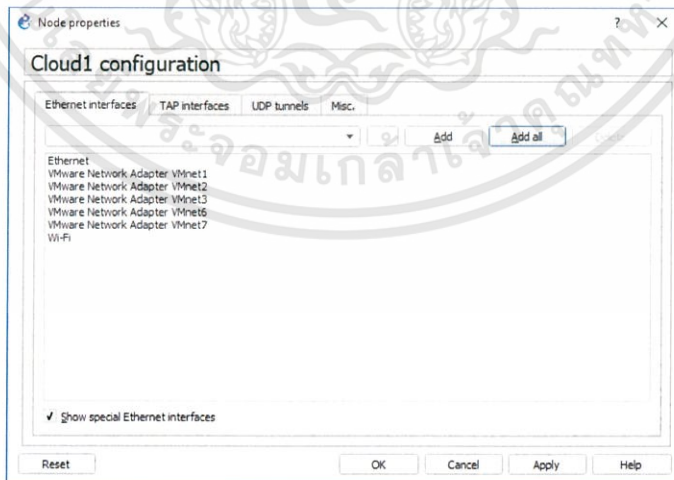 Node properties ? ×
Cloud1 configuration
Ethernet interfaces TAP interfaces UDP tunnels Misc.
Add Add all
Ethernet
VMware Network Adapter VMnet1
VMware Network Adapter VMnet2
VMware Network Adapter VMnet3
VMware Network Adapter VMnet6
VMware Network Adapter VMnet7
Wi-Fi
Show special Ethernet interfaces
Reset OK Cancel Apply Help